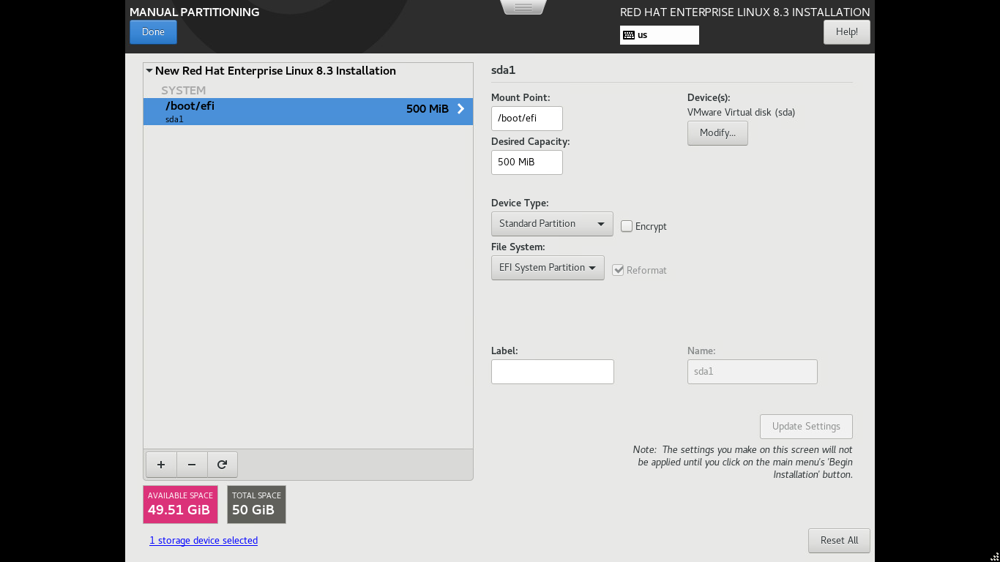 MANUAL PARTITIONING
RED HAT ENTERPRISE LINUX 8.3 INSTALLATION
Done
us
Help!
New Red Hat Enterprise Linux 8.3 Installation
SYSTEM
/boot/efi
500 MiB
sda1
sda1
Mount Point:
Device(s):
/boot/efi
VMware Virtual disk (sda)
Modify...
Desired Capacity:
500 MiB
Device Type:
Standard Partition
Encrypt
File System:
EFI System Partition
Reformat
Label:
Name:
sda1
Update Settings
Note: The settings you make on this screen will not
be applied until you click on the main menu's 'Begin
Installation' button.
AVAILABLE SPACE
49.51 GiB
TOTAL SPACE
50 GiB
1 storage device selected
Reset All